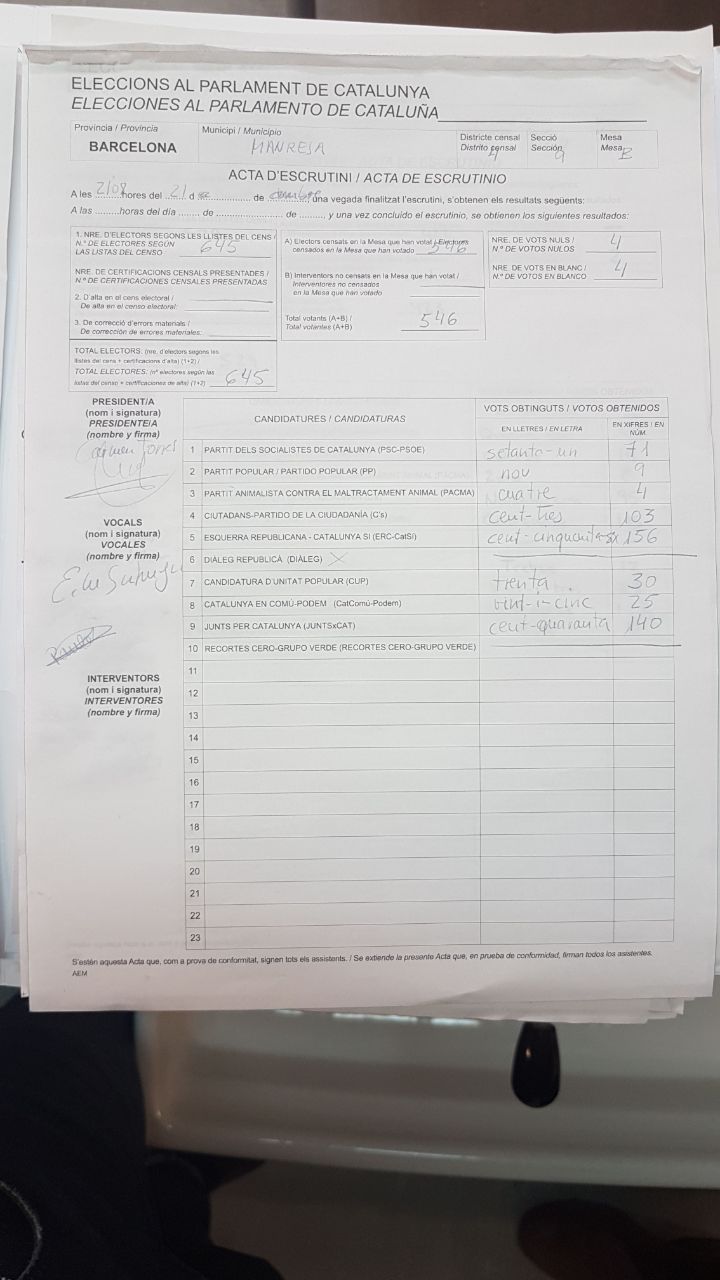 ELECCIONS AL PARLAMENT DE CATALUNYA
ELECCIONES AL PARLAMENTO DE CATALUÑA
Provincia / Provincia
BARCELONA
Municipi / Municipio
MANRESA
Districte censal
Distrito censal 4
Secció
Sección 9
Mesa
Mesa B
ACTA D'ESCRUTINI / ACTA DE ESCRUTINIO
A les 21'08 hores del 21 d de de desembre, una vegada finalitzat l'escrutini, s'obtenen els resultats següents:
A las .........horas del día ....... de .................. de ........, y una vez concluido el escrutinio, se obtienen los siguientes resultados:
1. NRE. D'ELECTORS SEGONS LES LLISTES DEL CENS /
N.º DE ELECTORES SEGÚN
LAS LISTAS DEL CENSO 645
NRE. DE CERTIFICACIONS CENSALS PRESENTADES /
N.º DE CERTIFICACIONES CENSALES PRESENTADAS
2. D'alta en el cens electoral /
De alta en el censo electoral:
3. De correcció d'errors materials /
De corrección de errores materiales:
TOTAL ELECTORS: (nre. d'electors segons les
llistes del cens + certificacions d'alta) (1+2) /
TOTAL ELECTORES: (nº electores según las
listas del censo + certificaciones de alta) (1+2) 645
A) Electors censats en la Mesa que han votat / Electores
censados en la Mesa que han votado 546
B) Interventors no censats en la Mesa que han votat /
Interventores no censados
en la Mesa que han votado
Total votants (A+B) /
Total votantes (A+B) 546
NRE. DE VOTS NULS /
N.º DE VOTOS NULOS 4
NRE. DE VOTS EN BLANC /
N.º DE VOTOS EN BLANCO 4
PRESIDENT/A
(nom i signatura)
PRESIDENTE/A
(nombre y firma)
Carmen Torres
VOCALS
(nom i signatura)
VOCALES
(nombre y firma)
INTERVENTORS
(nom i signatura)
INTERVENTORES
(nombre y firma)
CANDIDATURES / CANDIDATURAS
VOTS OBTINGUTS / VOTOS OBTENIDOS
EN LLETRES / EN LETRA
EN XIFRES / EN NÚM.
1 PARTIT DELS SOCIALISTES DE CATALUNYA (PSC-PSOE) setanta-un 71
2 PARTIT POPULAR / PARTIDO POPULAR (PP) nou 9
3 PARTIT ANIMALISTA CONTRA EL MALTRACTAMENT ANIMAL (PACMA) cuatre 4
4 CIUTADANS-PARTIDO DE LA CIUDADANÍA (C's) cent-tres 103
5 ESQUERRA REPUBLICANA - CATALUNYA SI (ERC-CatSÍ) cent-cinquanta-sis 156
6 DIÀLEG REPUBLICÀ (DIÀLEG)
7 CANDIDATURA D'UNITAT POPULAR (CUP) trenta 30
8 CATALUNYA EN COMÚ-PODEM (CatComú-Podem) vint-i-cinc 25
9 JUNTS PER CATALUNYA (JUNTSxCAT) cent-quaranta 140
10 RECORTES CERO-GRUPO VERDE (RECORTES CERO-GRUPO VERDE)
11
12
13
14
15
16
17
18
19
20
21
22
23
S'estén aquesta Acta que, com a prova de conformitat, signen tots els assistents. / Se extiende la presente Acta que, en prueba de conformidad, firman todos los asistentes.
AEM